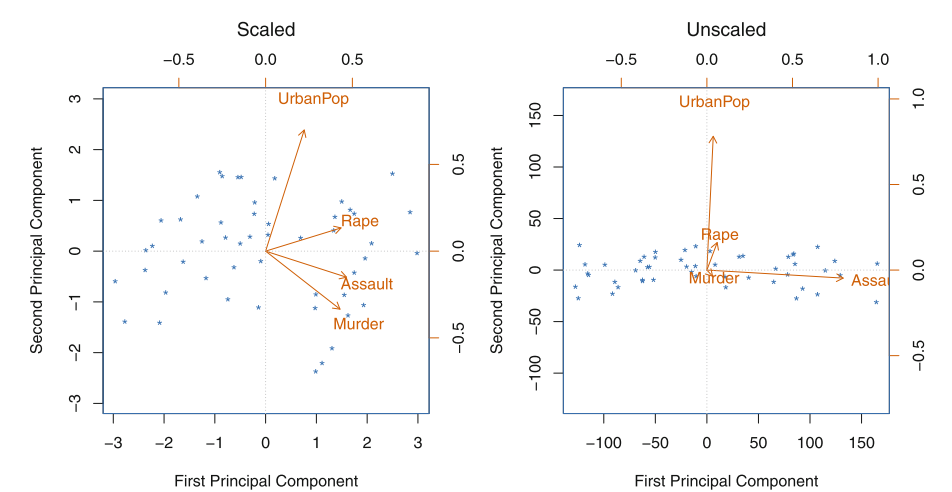 Scaled
−0.5 0.0 0.5
UrbanPop
Rape
Assault
Murder
Second Principal Component
3
2
1
0
−1
−2
−3
0.5
0.0
−0.5
−3 −2 −1 0 1 2 3
First Principal Component
Unscaled
−0.5 0.0 0.5 1.0
UrbanPop
Rape
Murder
Assau
Second Principal Component
150
100
50
0
−50
−100
1.0
0.5
0.0
−0.5
−100 −50 0 50 100 150
First Principal Component